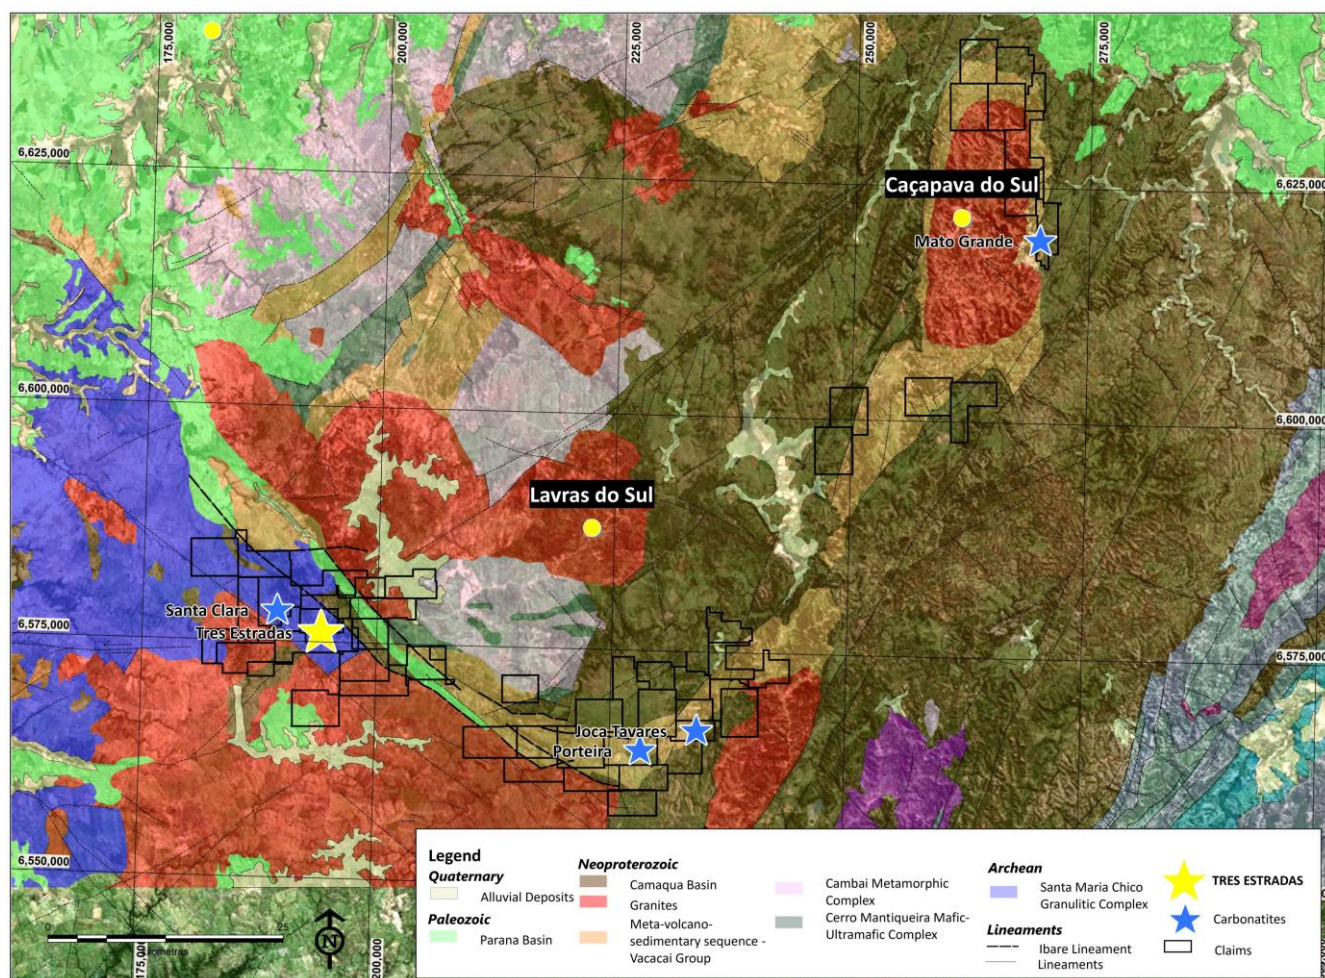 175,000
200,000
225,000
250,000
275,000
6,625,000
6,625,000
Caçapava do Sul
Mato Grande
6,600,000
6,600,000
Lavras do Sul
Santa Clara
Tres Estradas
6,575,000
6,575,000
Joca Tavares
Porteira
6,550,000
Legend
Quaternary
Alluvial Deposits
Paleozoic
Parana Basin
Neoproterozoic
Camaqua Basin
Granites
Meta-volcano-
sedimentary sequence -
Vacacai Group
Cambai Metamorphic
Complex
Cerro Mantiqueira Mafic-
Ultramafic Complex
Archean
Santa Maria Chico
Granulitic Complex
Lineaments
Ibare Lineament
Lineaments
TRES ESTRADAS
Carbonatites
Claims
0
25
N
175,000
200,000